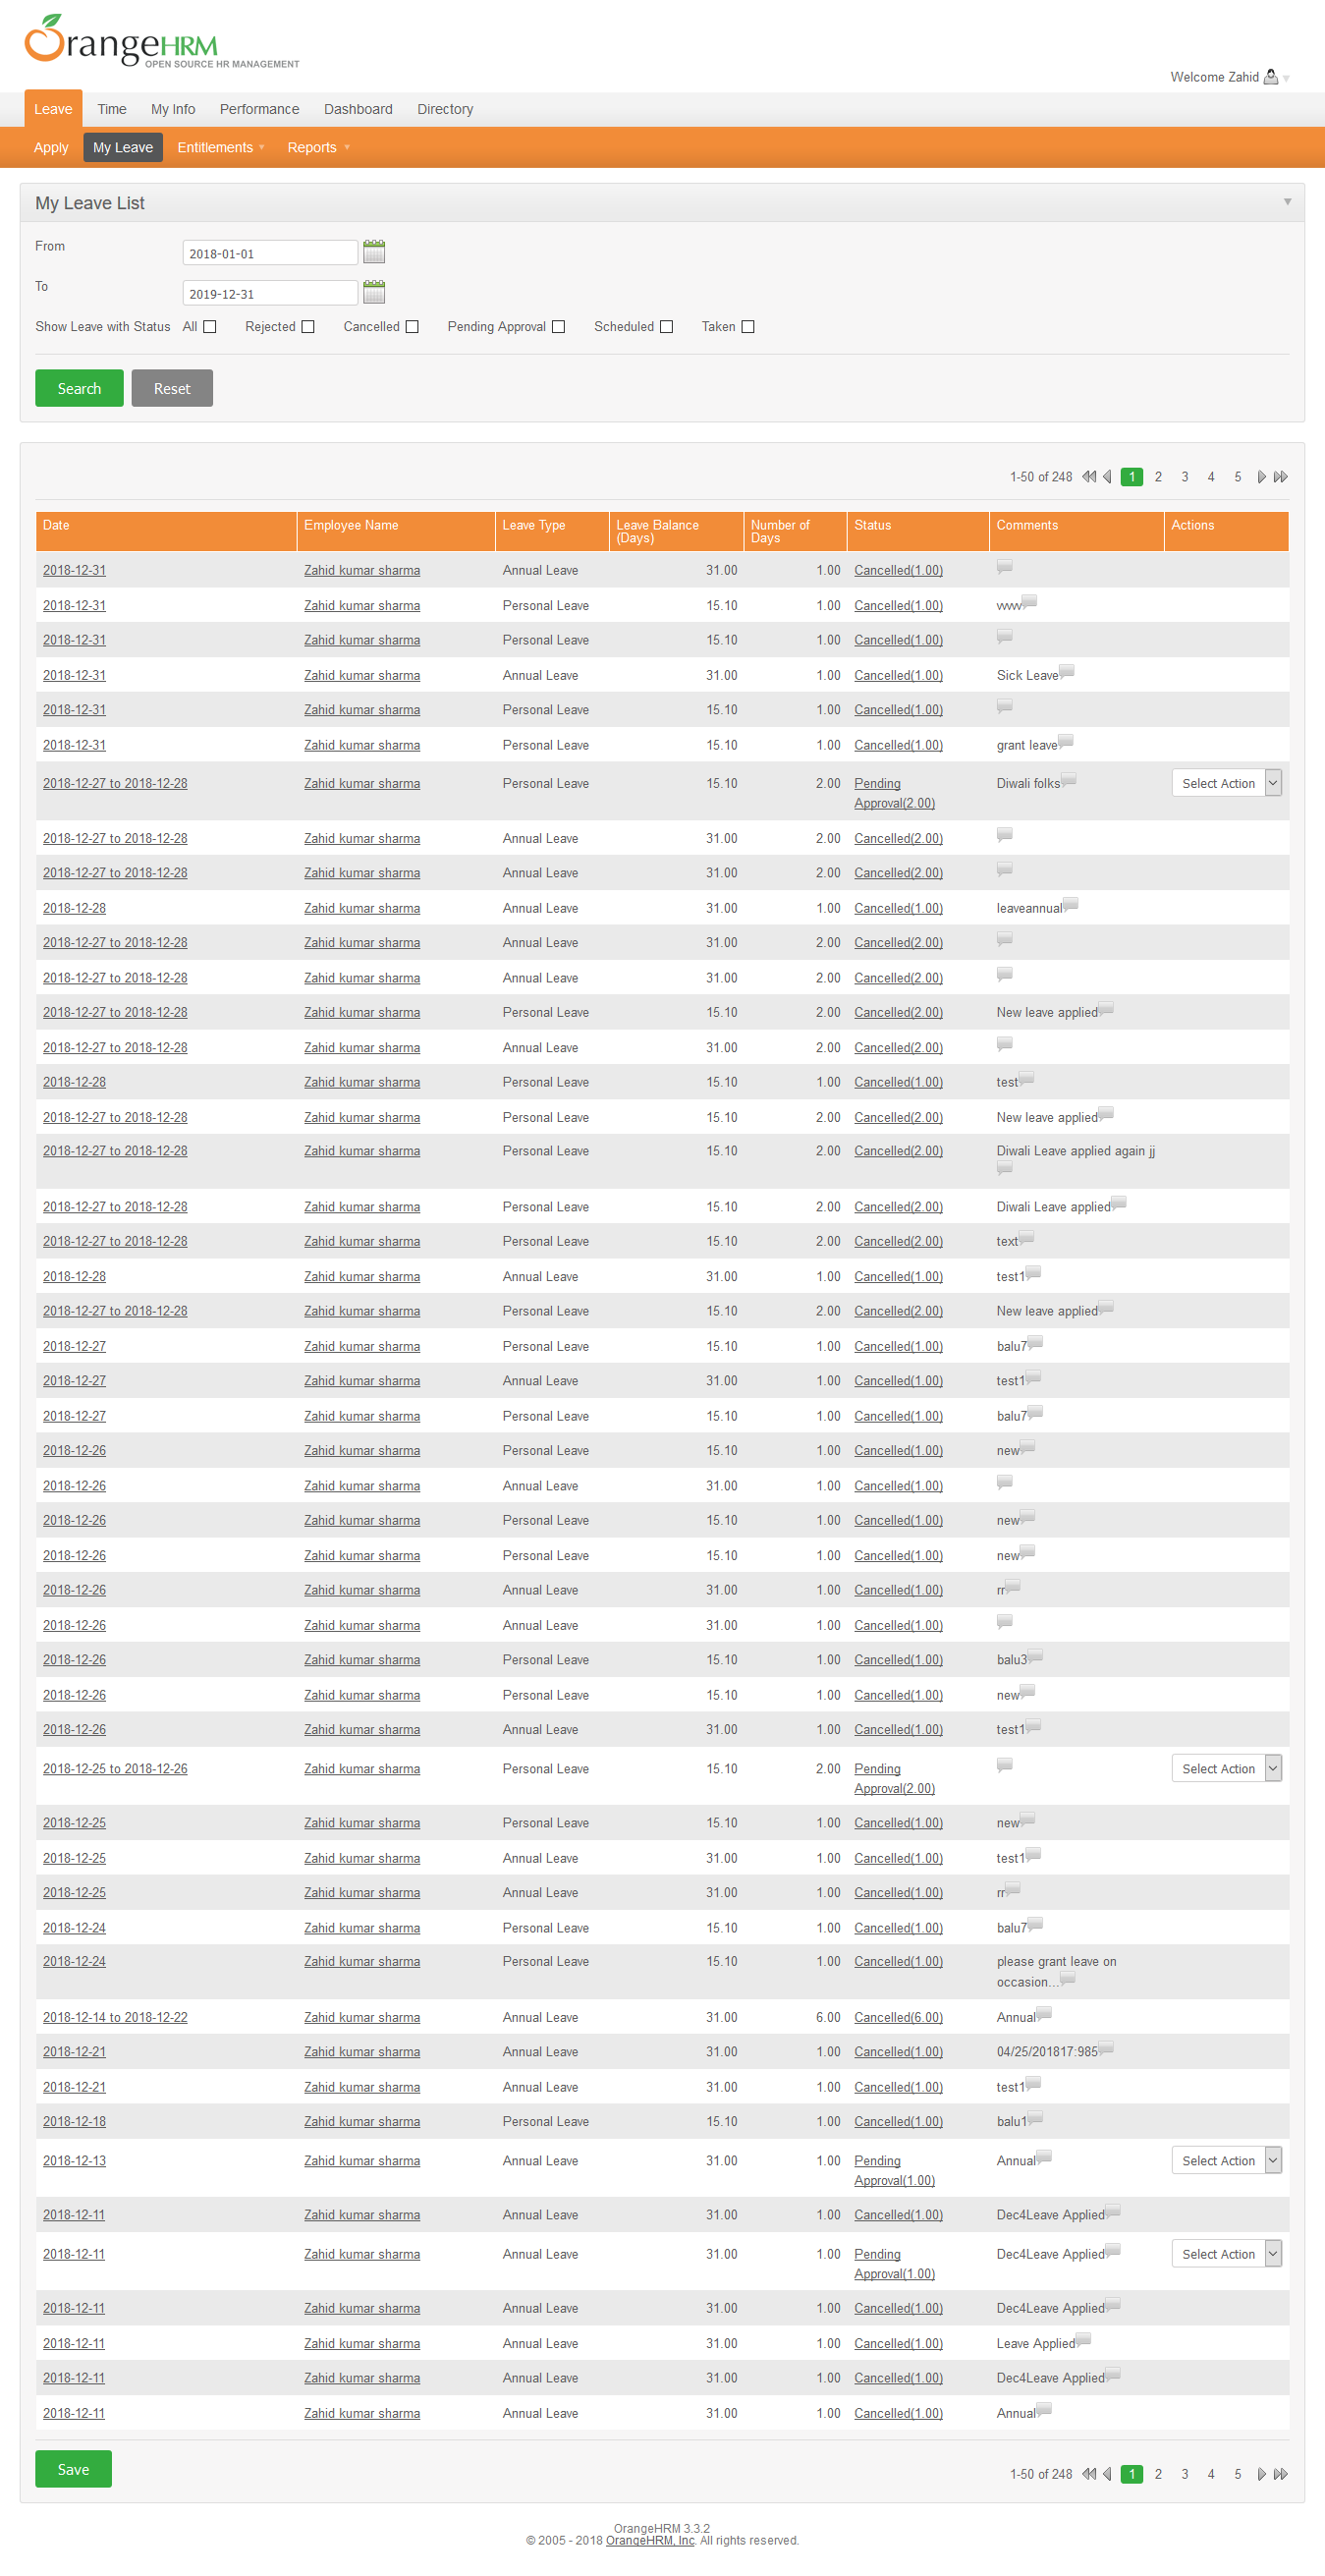 OrangeHRM
OPEN SOURCE HR MANAGEMENT
Welcome Zahid
Leave Time My Info Performance Dashboard Directory
Apply My Leave Entitlements Reports
My Leave List
From 2018-01-01
To 2019-12-31
Show Leave with Status All Rejected Cancelled Pending Approval Scheduled Taken
Search Reset
1-50 of 248 1 2 3 4 5
Date Employee Name Leave Type Leave Balance (Days) Number of Days Status Comments Actions
2018-12-31 Zahid kumar sharma Annual Leave 31.00 1.00 Cancelled(1.00)
2018-12-31 Zahid kumar sharma Personal Leave 15.10 1.00 Cancelled(1.00)
2018-12-31 Zahid kumar sharma Personal Leave 15.10 1.00 Cancelled(1.00)
2018-12-31 Zahid kumar sharma Annual Leave 31.00 1.00 Cancelled(1.00) Sick Leave
2018-12-31 Zahid kumar sharma Personal Leave 15.10 1.00 Cancelled(1.00)
2018-12-31 Zahid kumar sharma Personal Leave 15.10 1.00 Cancelled(1.00) grant leave
2018-12-27 to 2018-12-28 Zahid kumar sharma Personal Leave 15.10 2.00 Pending Approval(2.00) Diwali folks Select Action
2018-12-27 to 2018-12-28 Zahid kumar sharma Annual Leave 31.00 2.00 Cancelled(2.00)
2018-12-27 to 2018-12-28 Zahid kumar sharma Annual Leave 31.00 2.00 Cancelled(2.00)
2018-12-28 Zahid kumar sharma Annual Leave 31.00 1.00 Cancelled(1.00) leaveannual
2018-12-27 to 2018-12-28 Zahid kumar sharma Annual Leave 31.00 2.00 Cancelled(2.00)
2018-12-27 to 2018-12-28 Zahid kumar sharma Annual Leave 31.00 2.00 Cancelled(2.00)
2018-12-27 to 2018-12-28 Zahid kumar sharma Personal Leave 15.10 2.00 Cancelled(2.00) New leave applied
2018-12-27 to 2018-12-28 Zahid kumar sharma Annual Leave 31.00 2.00 Cancelled(2.00)
2018-12-28 Zahid kumar sharma Personal Leave 15.10 1.00 Cancelled(1.00) test
2018-12-27 to 2018-12-28 Zahid kumar sharma Personal Leave 15.10 2.00 Cancelled(2.00) New leave applied
2018-12-27 to 2018-12-28 Zahid kumar sharma Personal Leave 15.10 2.00 Cancelled(2.00) Diwali Leave applied again jj
2018-12-27 to 2018-12-28 Zahid kumar sharma Personal Leave 15.10 2.00 Cancelled(2.00) Diwali Leave applied
2018-12-27 to 2018-12-28 Zahid kumar sharma Personal Leave 15.10 2.00 Cancelled(2.00) text
2018-12-28 Zahid kumar sharma Annual Leave 31.00 1.00 Cancelled(1.00) test1
2018-12-27 to 2018-12-28 Zahid kumar sharma Personal Leave 15.10 2.00 Cancelled(2.00) New leave applied
2018-12-27 Zahid kumar sharma Personal Leave 15.10 1.00 Cancelled(1.00) balu7
2018-12-27 Zahid kumar sharma Annual Leave 31.00 1.00 Cancelled(1.00) test1
2018-12-27 Zahid kumar sharma Personal Leave 15.10 1.00 Cancelled(1.00) balu7
2018-12-26 Zahid kumar sharma Personal Leave 15.10 1.00 Cancelled(1.00) new
2018-12-26 Zahid kumar sharma Annual Leave 31.00 1.00 Cancelled(1.00)
2018-12-26 Zahid kumar sharma Personal Leave 15.10 1.00 Cancelled(1.00) new
2018-12-26 Zahid kumar sharma Personal Leave 15.10 1.00 Cancelled(1.00) new
2018-12-26 Zahid kumar sharma Annual Leave 31.00 1.00 Cancelled(1.00) rr
2018-12-26 Zahid kumar sharma Annual Leave 31.00 1.00 Cancelled(1.00)
2018-12-26 Zahid kumar sharma Personal Leave 15.10 1.00 Cancelled(1.00) balu3
2018-12-26 Zahid kumar sharma Personal Leave 15.10 1.00 Cancelled(1.00) new
2018-12-26 Zahid kumar sharma Annual Leave 31.00 1.00 Cancelled(1.00) test1
2018-12-25 to 2018-12-26 Zahid kumar sharma Personal Leave 15.10 2.00 Pending Approval(2.00) Select Action
2018-12-25 Zahid kumar sharma Personal Leave 15.10 1.00 Cancelled(1.00) new
2018-12-25 Zahid kumar sharma Annual Leave 31.00 1.00 Cancelled(1.00) test1
2018-12-25 Zahid kumar sharma Annual Leave 31.00 1.00 Cancelled(1.00) rr
2018-12-24 Zahid kumar sharma Personal Leave 15.10 1.00 Cancelled(1.00) balu7
2018-12-24 Zahid kumar sharma Personal Leave 15.10 1.00 Cancelled(1.00) please grant leave on occasion...
2018-12-14 to 2018-12-22 Zahid kumar sharma Annual Leave 31.00 6.00 Cancelled(6.00) Annual
2018-12-21 Zahid kumar sharma Annual Leave 31.00 1.00 Cancelled(1.00) 04/25/201817:985
2018-12-21 Zahid kumar sharma Annual Leave 31.00 1.00 Cancelled(1.00) test1
2018-12-18 Zahid kumar sharma Personal Leave 15.10 1.00 Cancelled(1.00) balu1
2018-12-13 Zahid kumar sharma Annual Leave 31.00 1.00 Pending Approval(1.00) Annual Select Action
2018-12-11 Zahid kumar sharma Annual Leave 31.00 1.00 Cancelled(1.00) Dec4Leave Applied
2018-12-11 Zahid kumar sharma Annual Leave 31.00 1.00 Pending Approval(1.00) Dec4Leave Applied Select Action
2018-12-11 Zahid kumar sharma Annual Leave 31.00 1.00 Cancelled(1.00) Dec4Leave Applied
2018-12-11 Zahid kumar sharma Annual Leave 31.00 1.00 Cancelled(1.00) Leave Applied
2018-12-11 Zahid kumar sharma Annual Leave 31.00 1.00 Cancelled(1.00) Dec4Leave Applied
2018-12-11 Zahid kumar sharma Annual Leave 31.00 1.00 Cancelled(1.00) Annual
Save 1-50 of 248 1 2 3 4 5
OrangeHRM 3.3.2
© 2005 - 2018 OrangeHRM, Inc. All rights reserved.